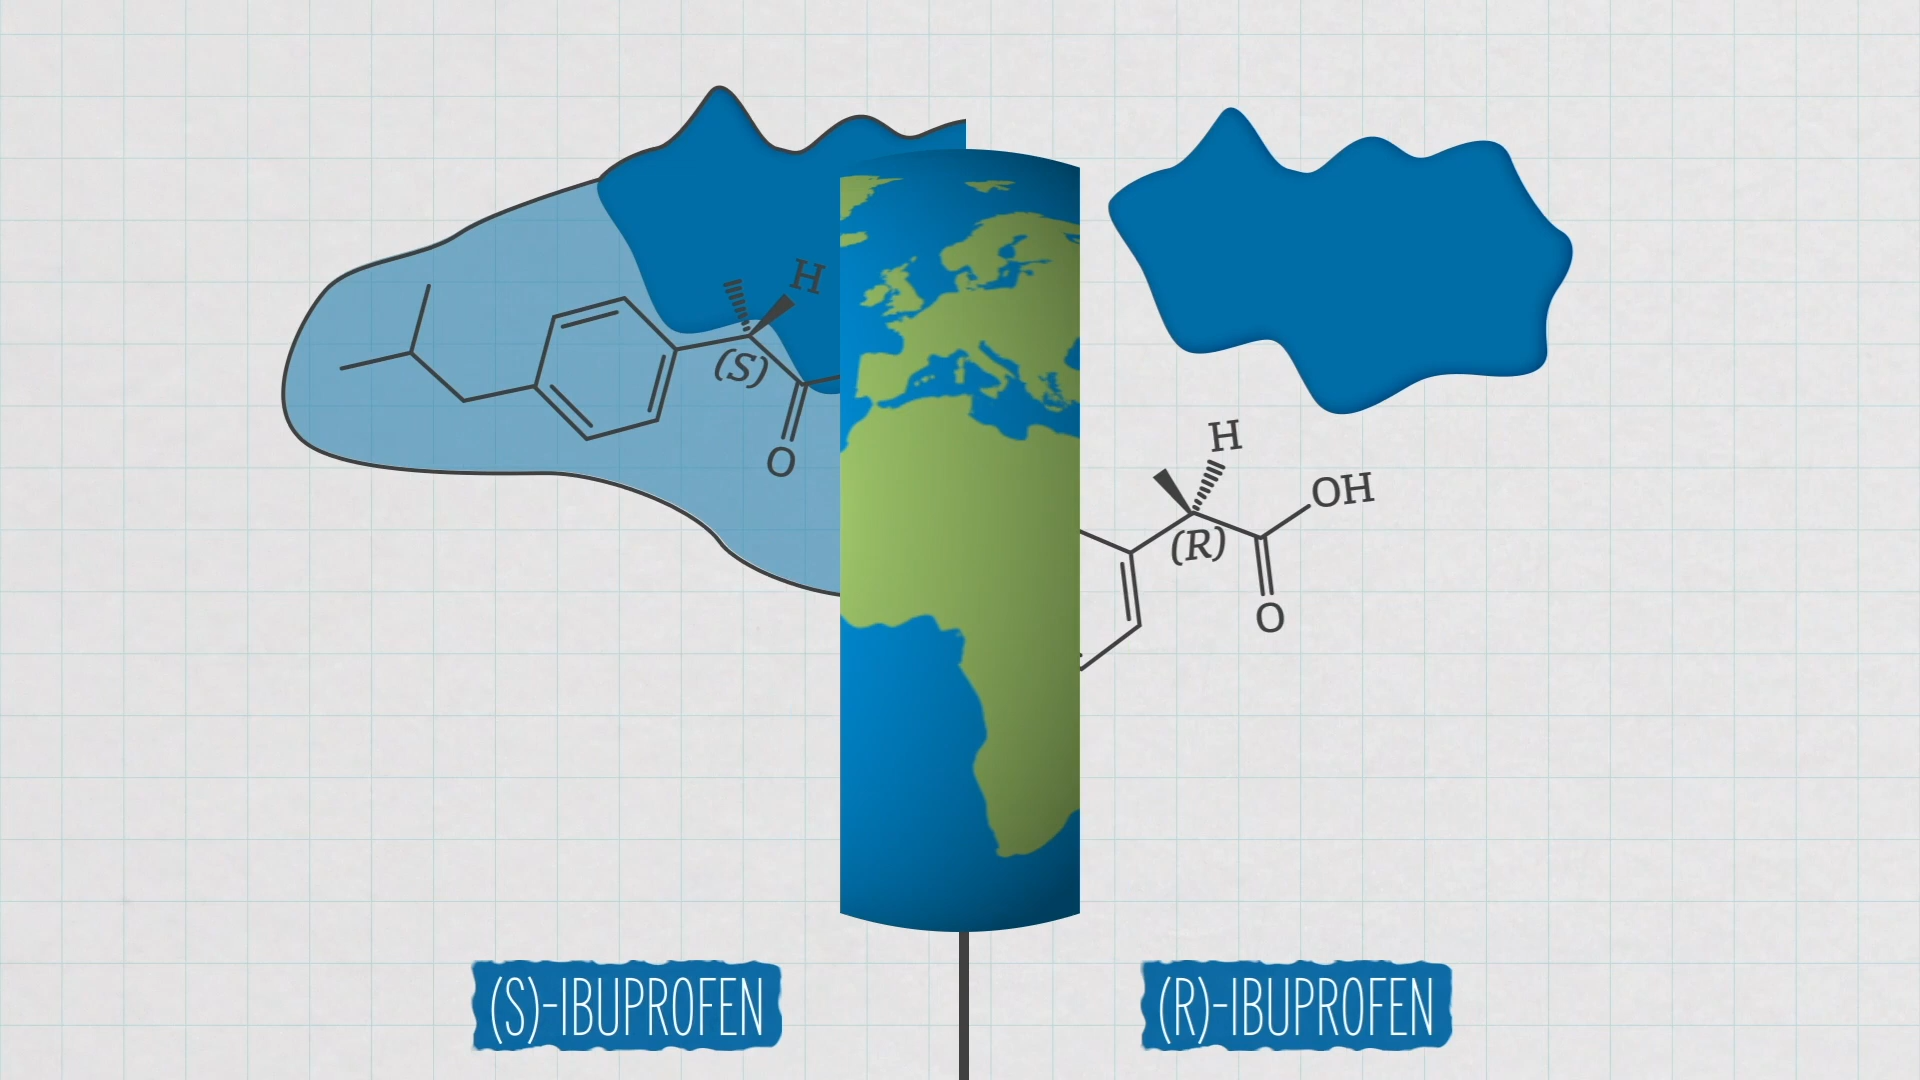 H
(S)
O
H
OH
(R)
O
(S)-IBUPROFEN
(R)-IBUPROFEN